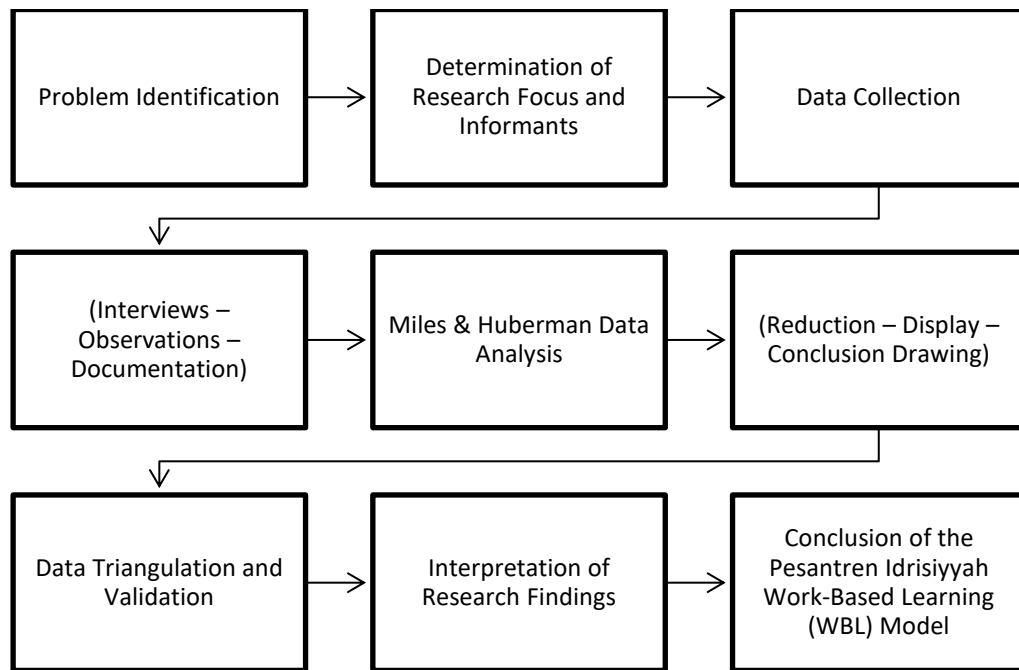 Problem Identification
Determination of
Research Focus and
Informants
Data Collection
(Interviews –
Observations –
Documentation)
Miles & Huberman Data
Analysis
(Reduction – Display –
Conclusion Drawing)
Data Triangulation and
Validation
Interpretation of
Research Findings
Conclusion of the
Pesantren Idrisiyyah
Work-Based Learning
(WBL) Model